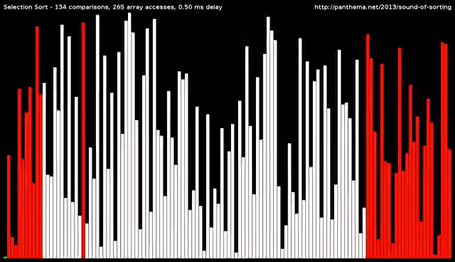 Selection Sort - 134 comparisons, 265 array accesses, 0.50 ms delay
http://panthema.net/2013/sound-of-sorting